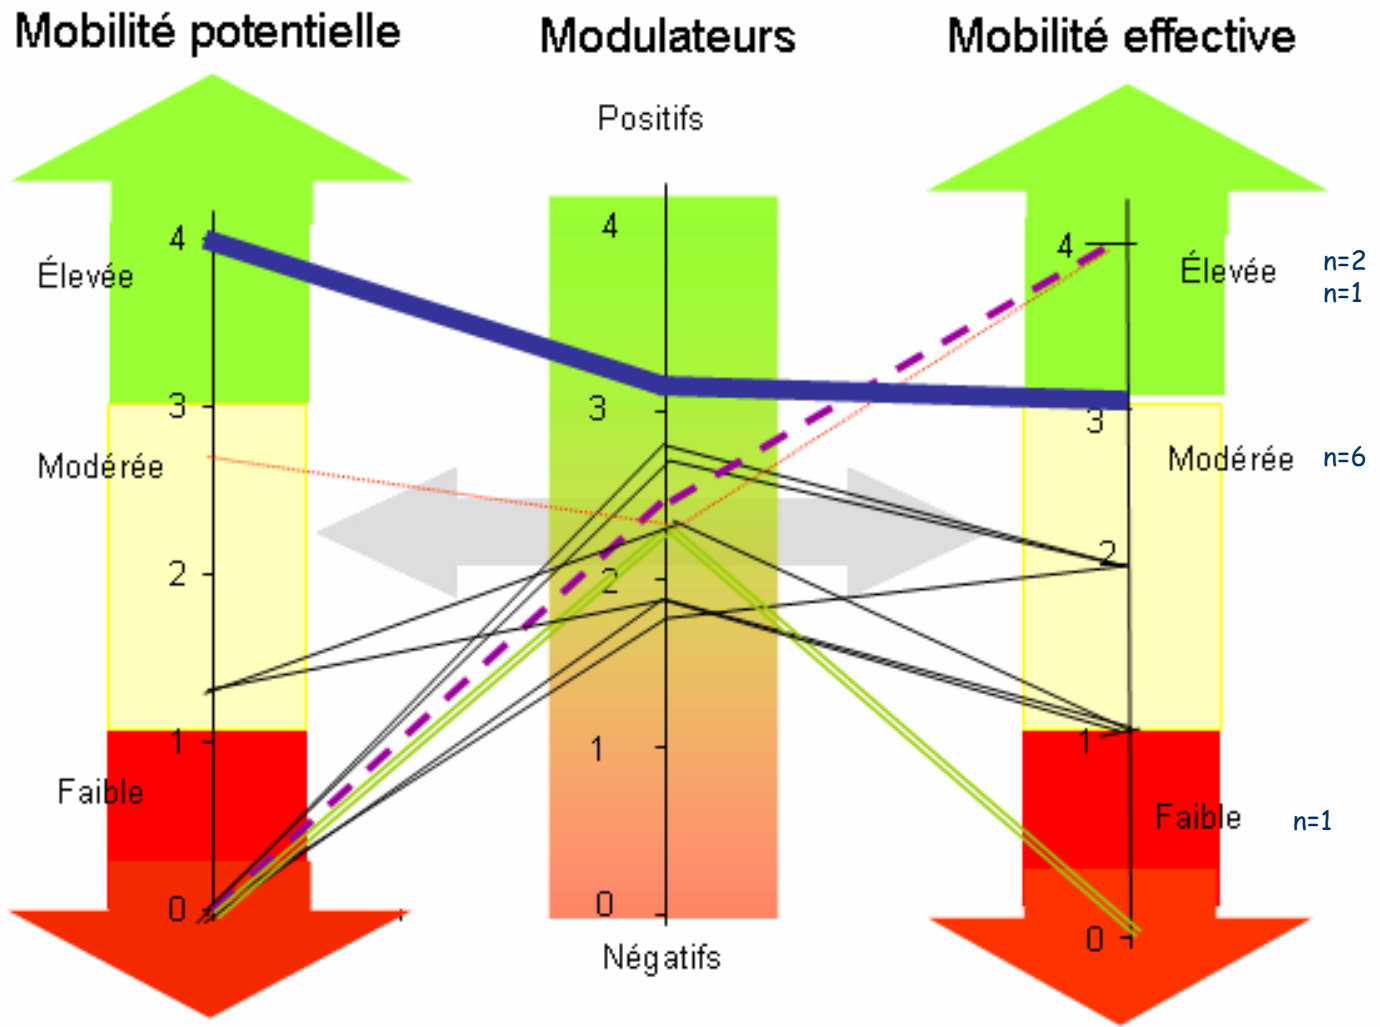 Mobilité potentielle
Modulateurs
Mobilité effective
Positifs
4
4
4
Élevée
Élevée
n=2
n=1
3
3
3
Modérée
Modérée
n=6
2
2
2
1
1
1
Faible
Faible
n=1
0
0
0
Négatifs